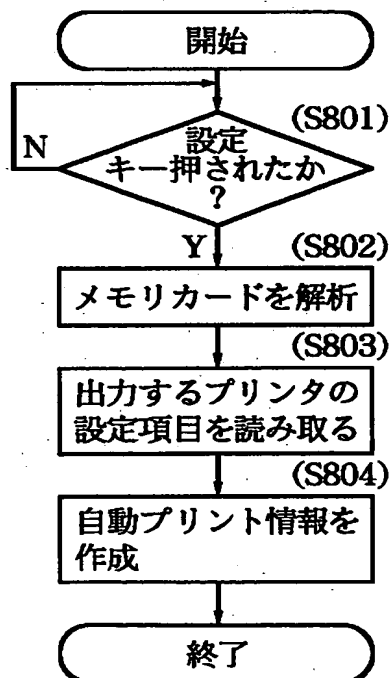 開始
(S801)
設定
キー押されたか
?
N
Y
(S802)
メモリカードを解析
(S803)
出力するプリンタの
設定項目を読み取る
(S804)
自動プリント情報を
作成
終了